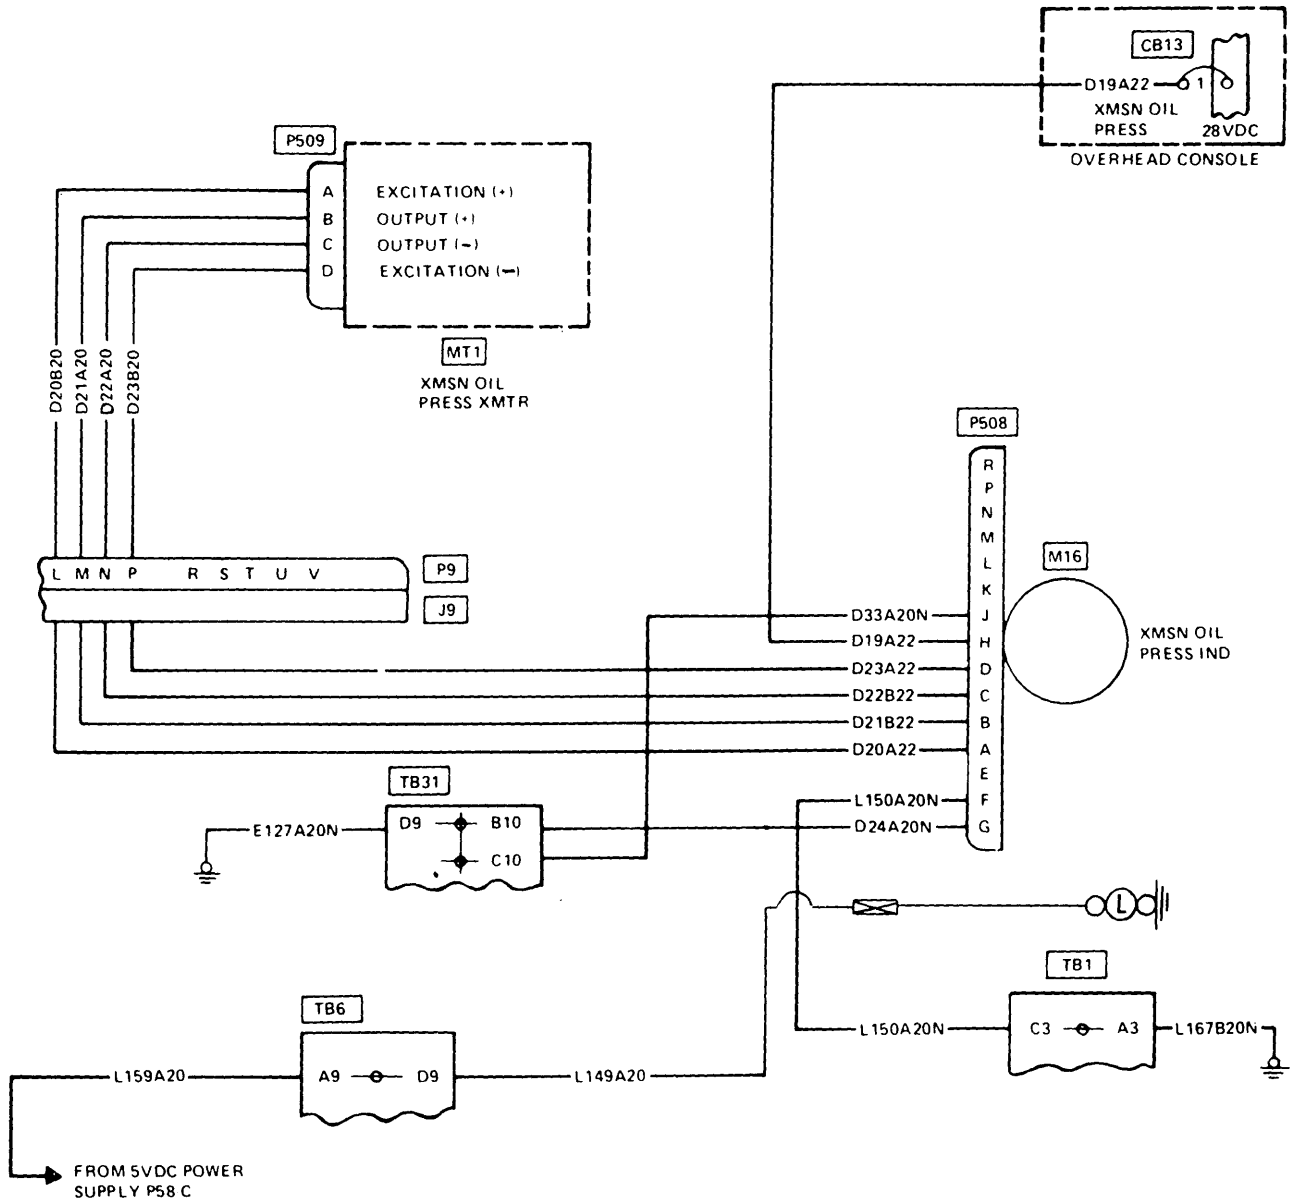 CB13
D19A22 1
XMSN OIL
PRESS
28VDC
OVERHEAD CONSOLE
P509
A EXCITATION (+)
B OUTPUT (+)
C OUTPUT (−)
D EXCITATION (−)
MT1
XMSN OIL
PRESS XMTR
D20B20
D21A20
D22A20
D23B20
P508
R
P
N
M
L
K
J
H
D
C
B
A
E
F
G
M16
XMSN OIL
PRESS IND
L M N P R S T U V
P9
J9
D33A20N
D19A22
D23A22
D22B22
D21B22
D20A22
L150A20N
D24A20N
TB31
E127A20N
D9 B10
C10
L
TB1
L150A20N
C3 A3
L167B20N
TB6
L159A20
A9 D9
L149A20
FROM 5VDC POWER
SUPPLY P58 C